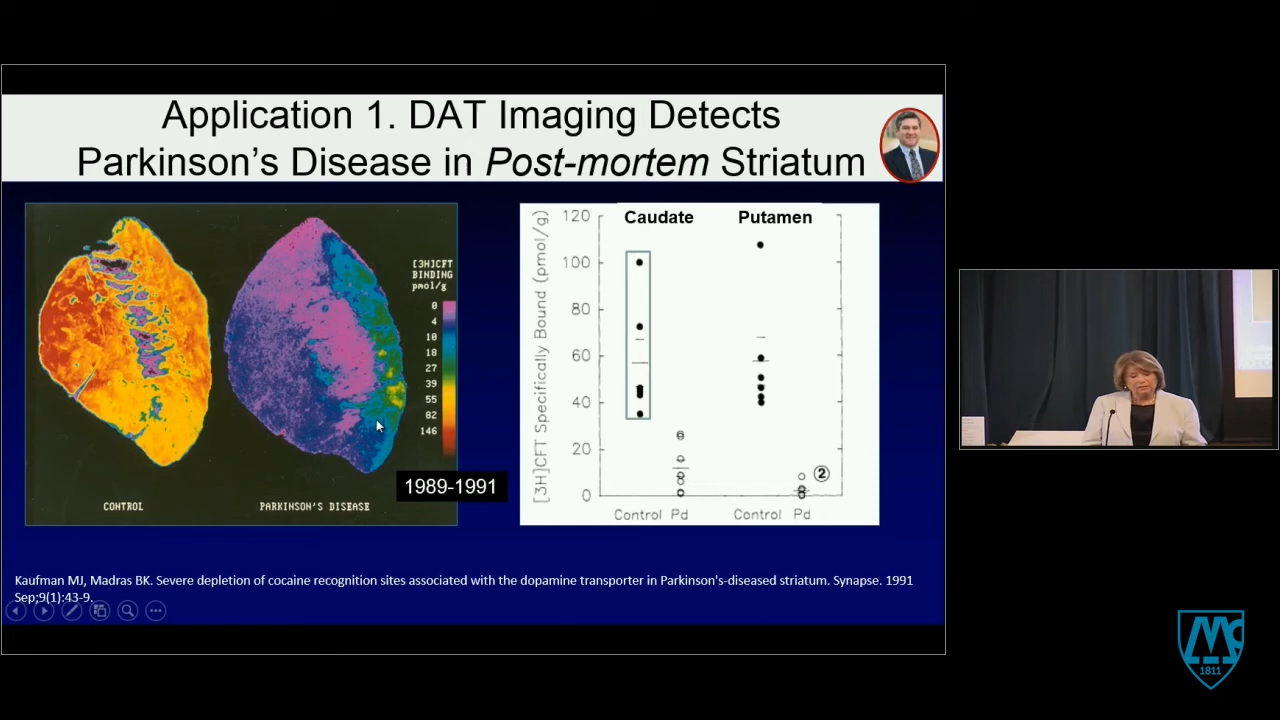 Application 1. DAT Imaging Detects
Parkinson's Disease in Post-mortem Striatum
[3H]CFT
BINDING
pmol/g
0
4
10
18
27
39
55
82
146
CONTROL
PARKINSON'S DISEASE
1989-1991
[3H]CFT Specifically Bound (pmol/g)
120
100
80
60
40
20
0
Caudate
Putamen
2
Control Pd
Control Pd
Kaufman MJ, Madras BK. Severe depletion of cocaine recognition sites associated with the dopamine transporter in Parkinson's-diseased striatum. Synapse. 1991
Sep;9(1):43-9.
1811